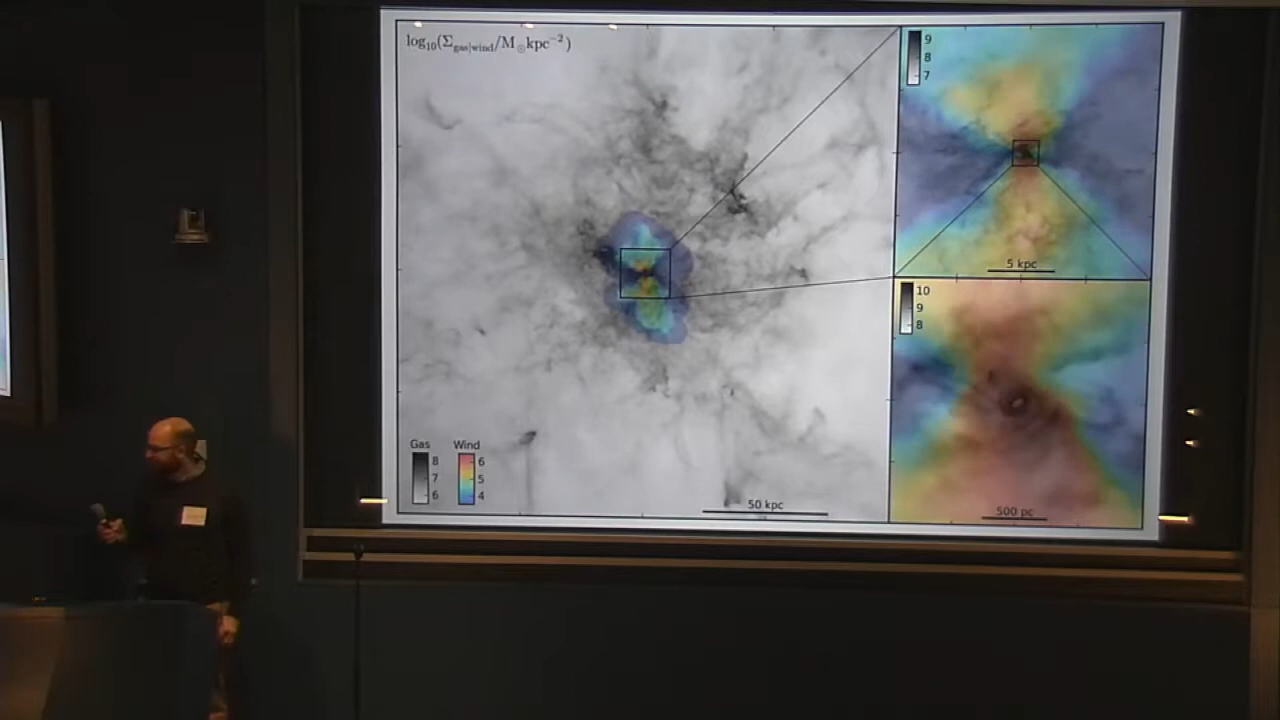 log₁₀(Σgas|wind/M⊙kpc⁻²)
9
8
7
5 kpc
10
9
8
Gas Wind
8 6
7 5
6 4
50 kpc
500 pc